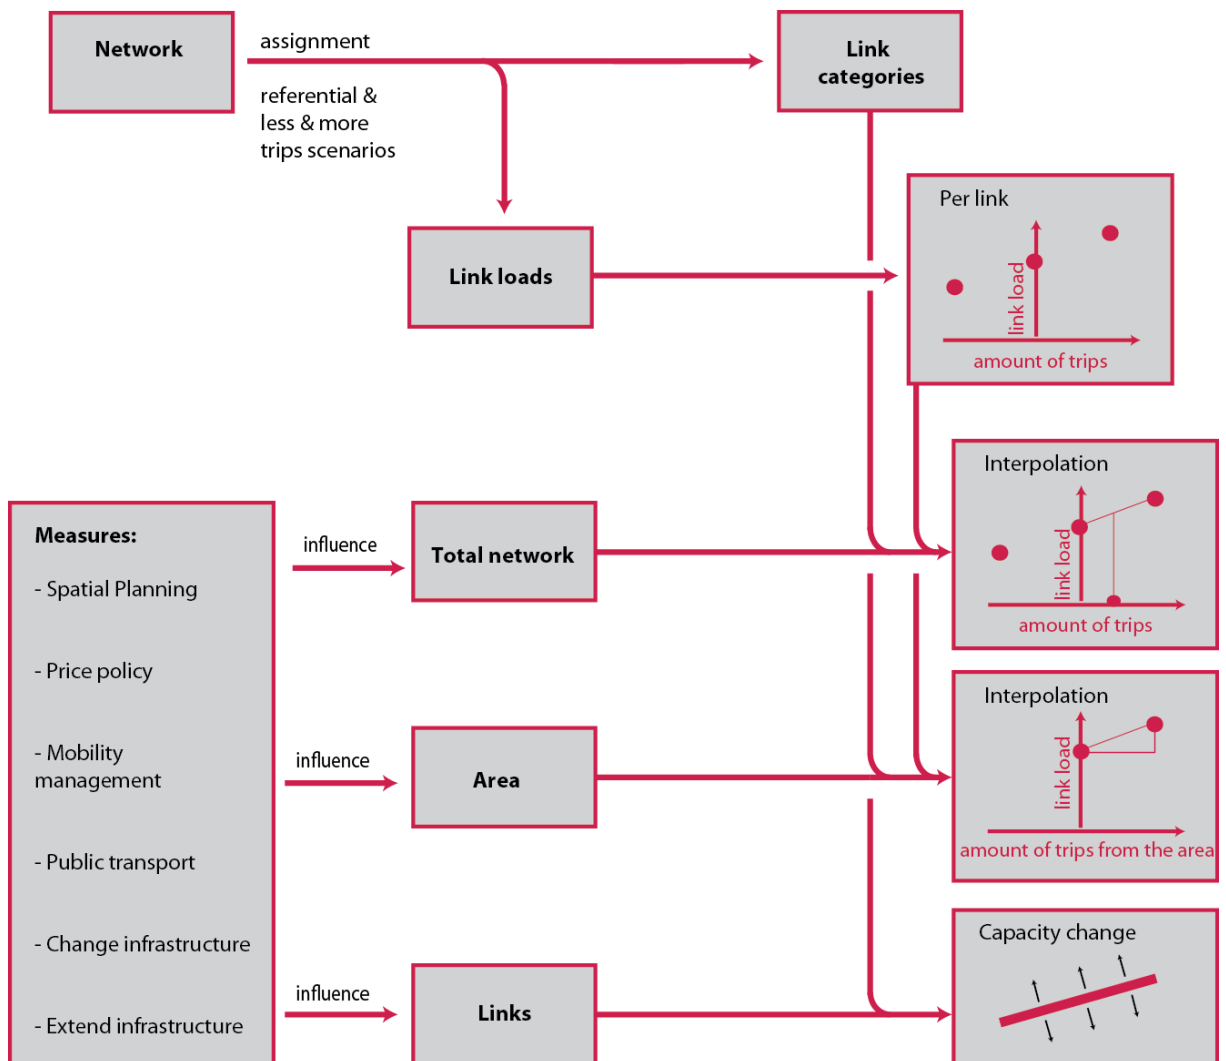 Network
assignment
referential &
less & more
trips scenarios
Link
categories
Link loads
Per link
link load
amount of trips
Measures:
- Spatial Planning
- Price policy
- Mobility
management
- Public transport
- Change infrastructure
- Extend infrastructure
influence
Total network
Interpolation
link load
amount of trips
influence
Area
Interpolation
link load
amount of trips from the area
influence
Links
Capacity change